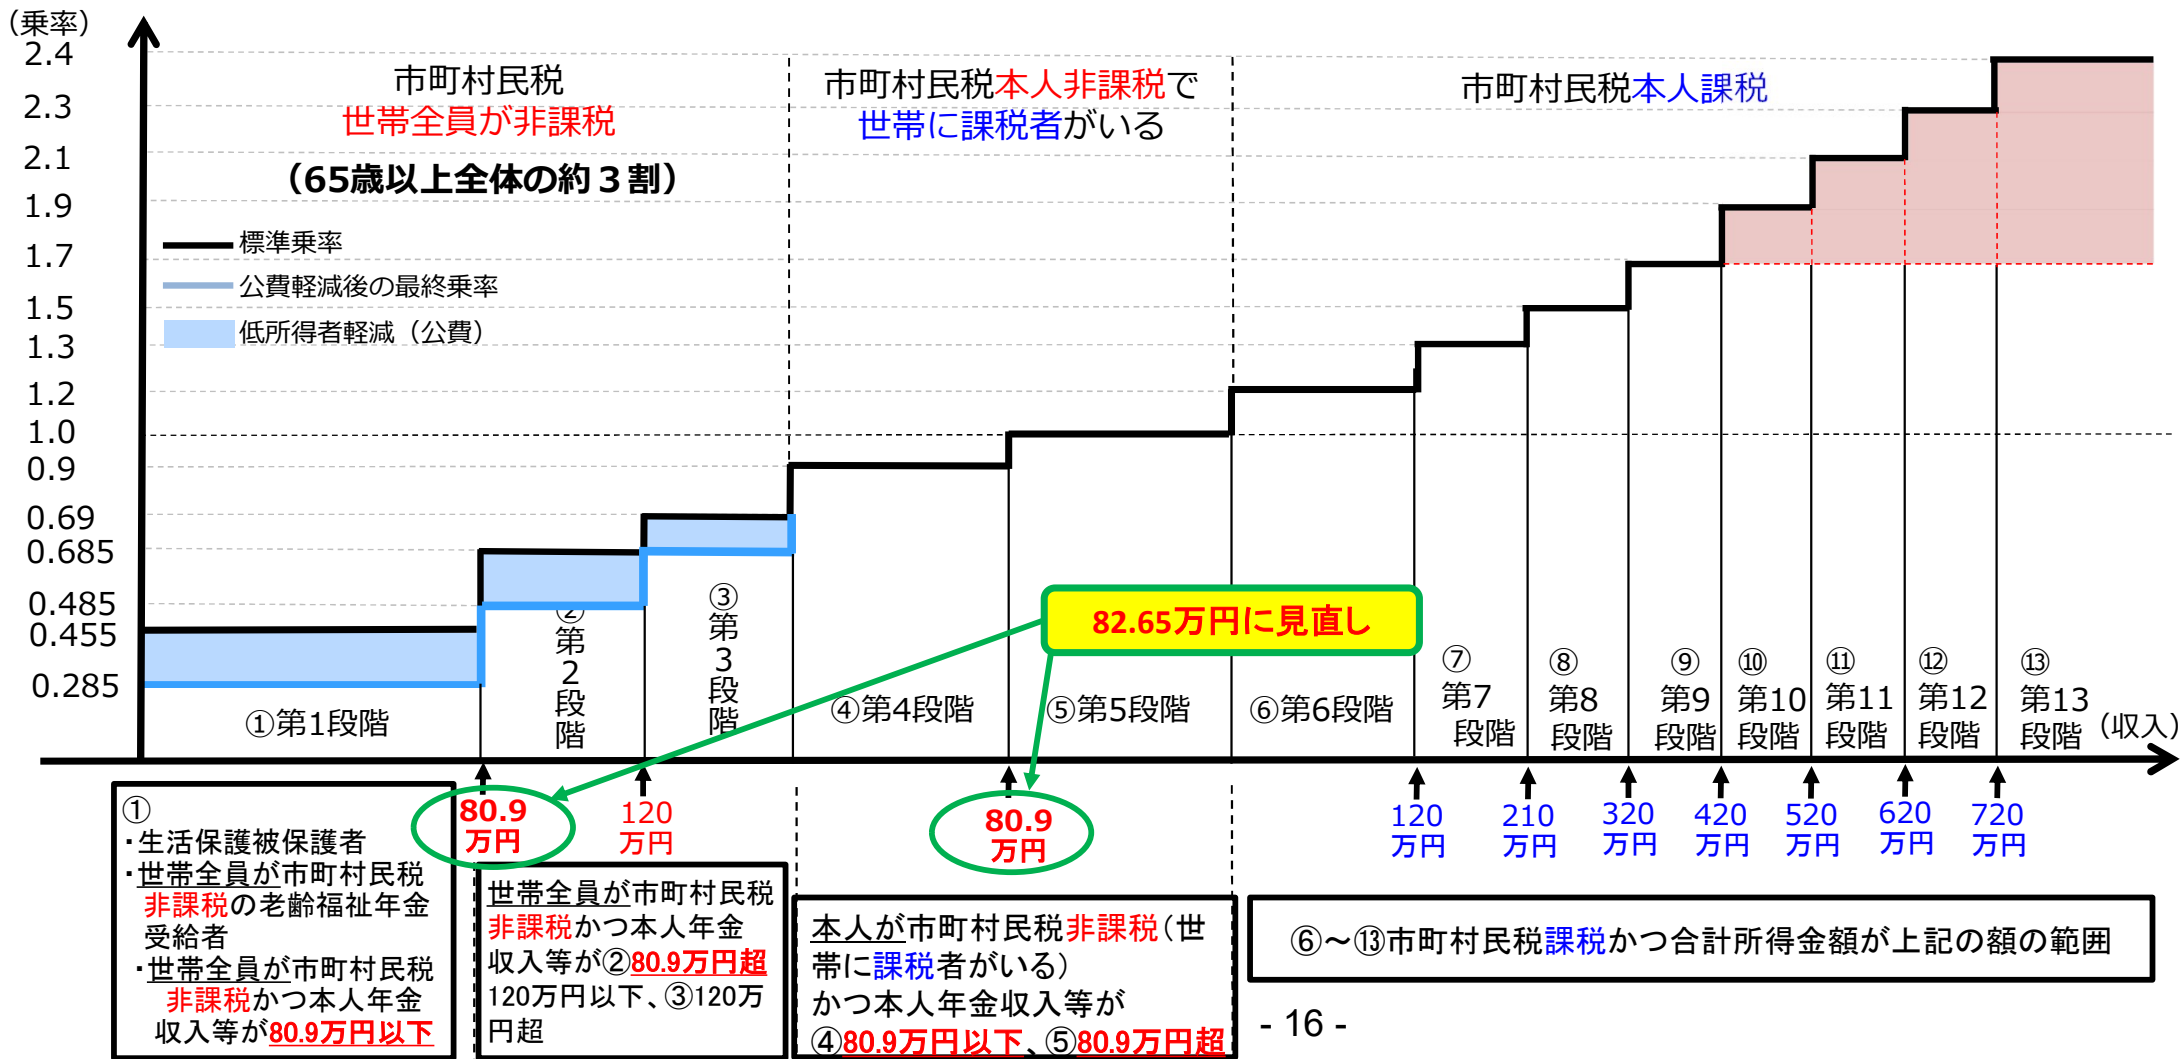 （乗率）
2.4
2.3
2.1
1.9
1.7
1.5
1.3
1.2
1.0
0.9
0.69
0.685
0.485
0.455
0.285
市町村民税
世帯全員が非課税
（65歳以上全体の約３割）
標準乗率
公費軽減後の最終乗率
低所得者軽減（公費）
市町村民税本人非課税で
世帯に課税者がいる
市町村民税本人課税
82.65万円に見直し
①第1段階
②
第
2
段
階
③
第
3
段
階
④第4段階
⑤第5段階
⑥第6段階
⑦
第7
段階
⑧
第8
段階
⑨
第9
段階
⑩
第10
段階
⑪
第11
段階
⑫
第12
段階
⑬
第13
段階
（収入）
80.9
万円
120
万円
80.9
万円
120
万円
210
万円
320
万円
420
万円
520
万円
620
万円
720
万円
①
・生活保護被保護者
・世帯全員が市町村民税
非課税の老齢福祉年金
受給者
・世帯全員が市町村民税
非課税かつ本人年金
収入等が80.9万円以下
世帯全員が市町村民税
非課税かつ本人年金
収入等が②80.9万円超
120万円以下、③120万
円超
本人が市町村民税非課税（世
帯に課税者がいる）
かつ本人年金収入等が
④80.9万円以下、⑤80.9万円超
⑥～⑬市町村民税課税かつ合計所得金額が上記の額の範囲
- 16 -